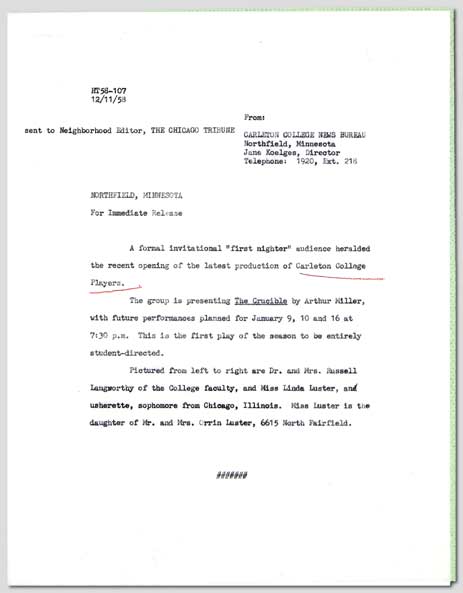 HT58-107
12/11/58
From:
sent to Neighborhood Editor, THE CHICAGO TRIBUNE
CARLETON COLLEGE NEWS BUREAU
Northfield, Minnesota
Jane Koelges, Director
Telephone: 1920, Ext. 218
NORTHFIELD, MINNESOTA
For Immediate Release
A formal invitational "first nighter" audience heralded
the recent opening of the latest production of Carleton College
Players.
The group is presenting The Crucible by Arthur Miller,
with future performances planned for January 9, 10 and 16 at
7:30 p.m. This is the first play of the season to be entirely
student-directed.
Pictured from left to right are Dr. and Mrs. Russell
Langworthy of the College faculty, and Miss Linda Luster, and
usherette, sophomore from Chicago, Illinois. Miss Luster is the
daughter of Mr. and Mrs. Orrin Luster, 6615 North Fairfield.
#######